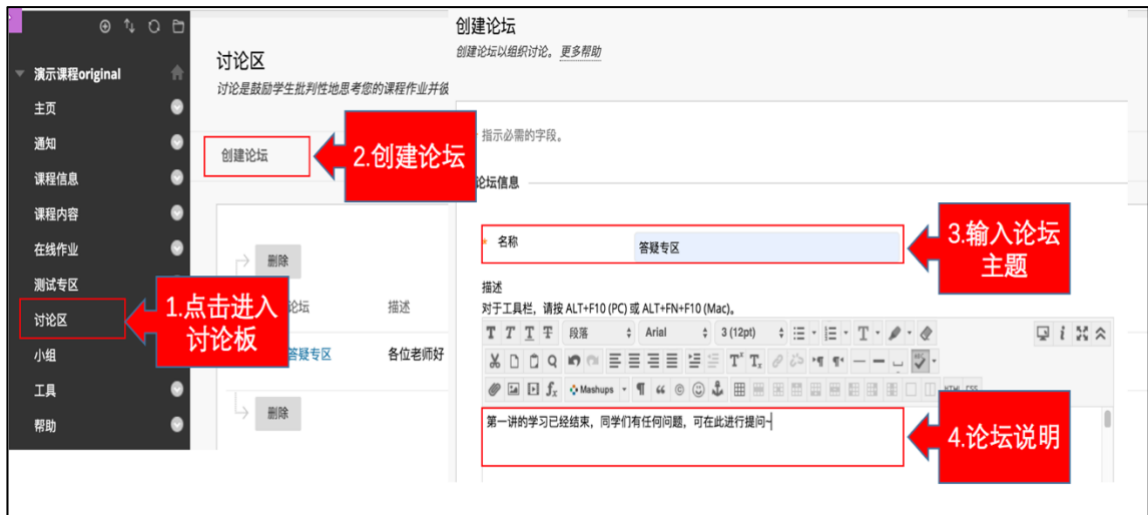 演示课程original
主页
通知
课程信息
课程内容
在线作业
测试专区
讨论区
小组
工具
帮助
1.点击进入
讨论板
讨论区
讨论是鼓励学生批判性地思考您的课程作业并彼
创建论坛
2.创建论坛
删除
论坛
描述
答疑专区
各位老师好
删除
创建论坛
创建论坛以组织讨论。更多帮助
指示必需的字段。
论坛信息
名称
答疑专区
3.输入论坛
主题
描述
对于工具栏，请按 ALT+F10 (PC) 或 ALT+FN+F10 (Mac)。
T T T T 段落 Arial 3 (12pt)
Mashups
HTML CSS
第一讲的学习已经结束，同学们有任何问题，可在此进行提问~
4.论坛说明